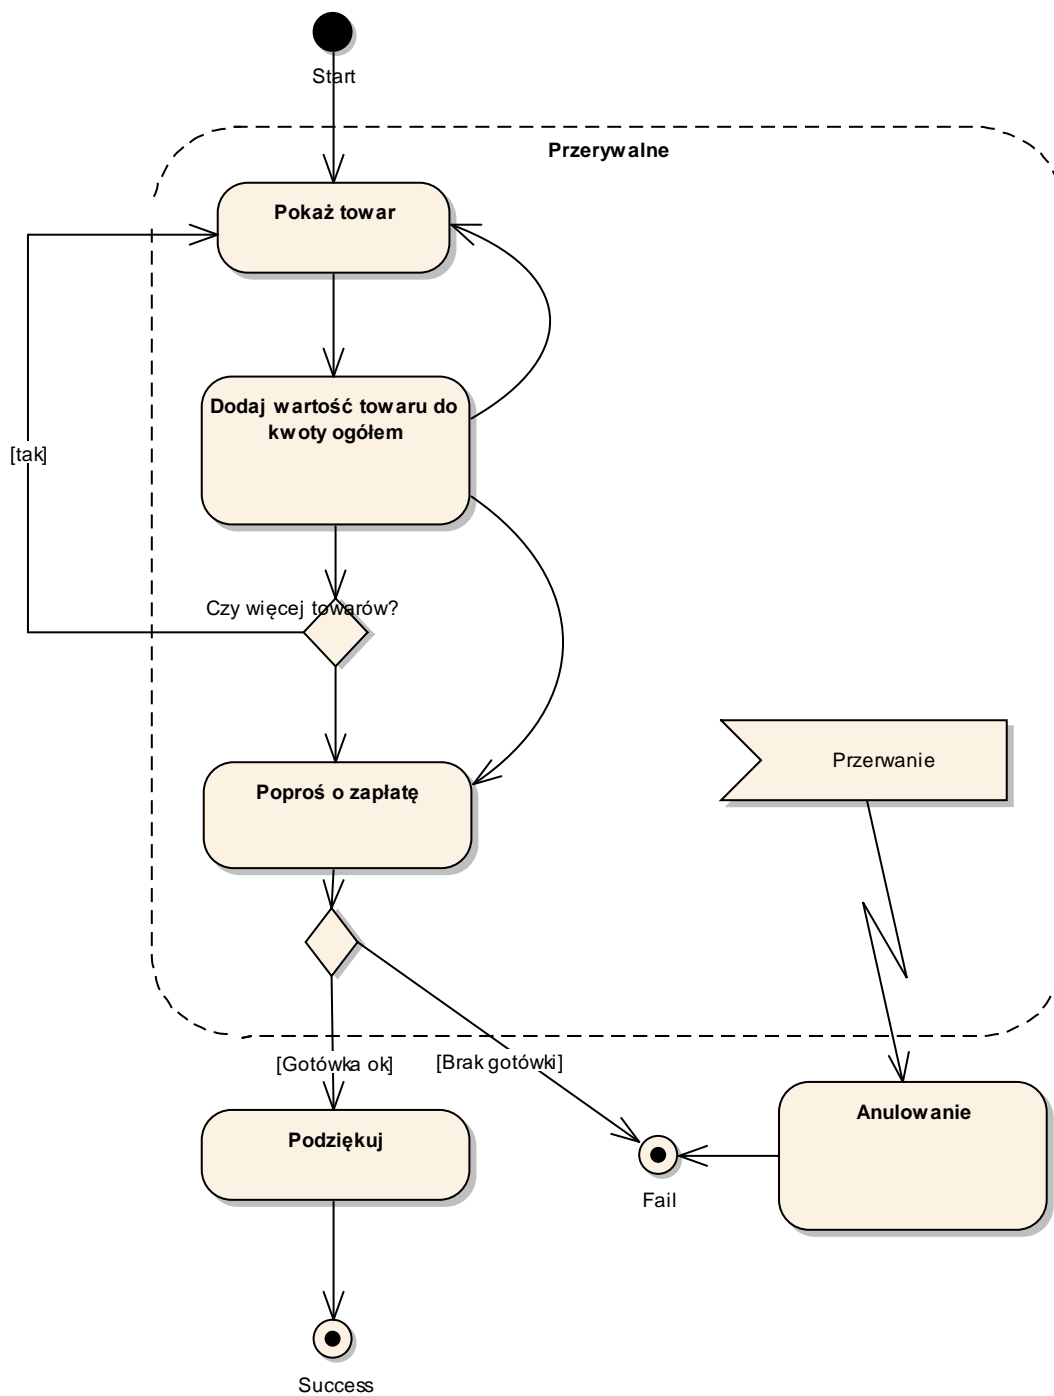 Start
Przerywalne
Pokaż towar
Dodaj wartość towaru do
kwoty ogółem
[tak]
Czy więcej towarów?
Przerwanie
Poproś o zapłatę
[Gotówka ok]
[Brak gotówki]
Anulowanie
Podziękuj
Fail
Success